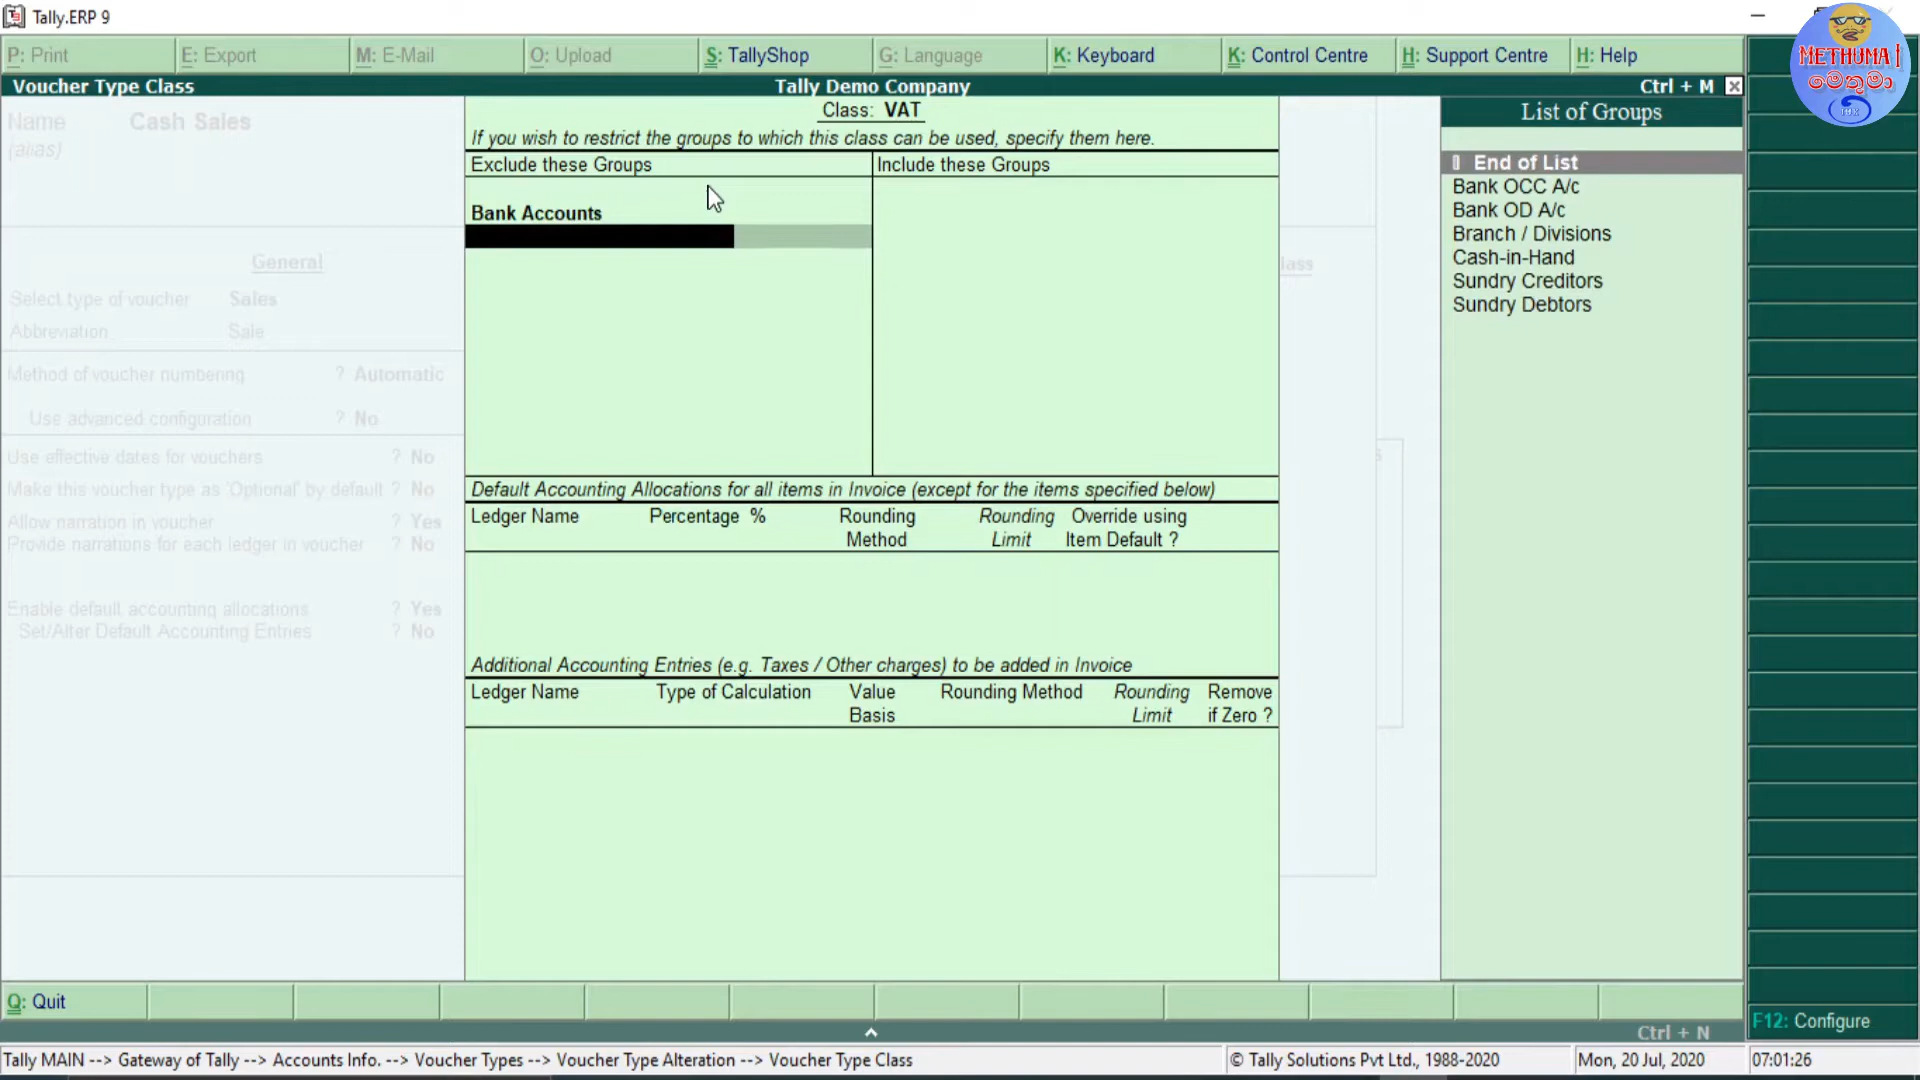 Tally.ERP 9
P: Print E: Export M: E-Mail O: Upload S: TallyShop G: Language K: Keyboard K: Control Centre H: Support Centre H: Help
METHUMA
මෙතුමා
Voucher Type Class Tally Demo Company Ctrl + M
Name Cash Sales
(alias)
Class: VAT
If you wish to restrict the groups to which this class can be used, specify them here.
Exclude these Groups Include these Groups
Bank Accounts
List of Groups
End of List
Bank OCC A/c
Bank OD A/c
Branch / Divisions
Cash-in-Hand
Sundry Creditors
Sundry Debtors
General
lass
Select type of voucher Sales
Abbreviation Sale
Method of voucher numbering ? Automatic
Use advanced configuration ? No
Use effective dates for vouchers ? No
Make this voucher type as 'Optional' by default ? No
Allow narration in voucher ? Yes
Provide narrations for each ledger in voucher ? No
Enable default accounting allocations ? Yes
Set/Alter Default Accounting Entries ? No
Default Accounting Allocations for all items in Invoice (except for the items specified below)
Ledger Name Percentage % Rounding Rounding Override using
Method Limit Item Default ?
Additional Accounting Entries (e.g. Taxes / Other charges) to be added in Invoice
Ledger Name Type of Calculation Value Rounding Method Rounding Remove
Basis Limit if Zero ?
Q: Quit
F12: Configure
Ctrl + N
Tally MAIN --> Gateway of Tally --> Accounts Info. --> Voucher Types --> Voucher Type Alteration --> Voucher Type Class © Tally Solutions Pvt Ltd., 1988-2020 Mon, 20 Jul, 2020 07:01:26